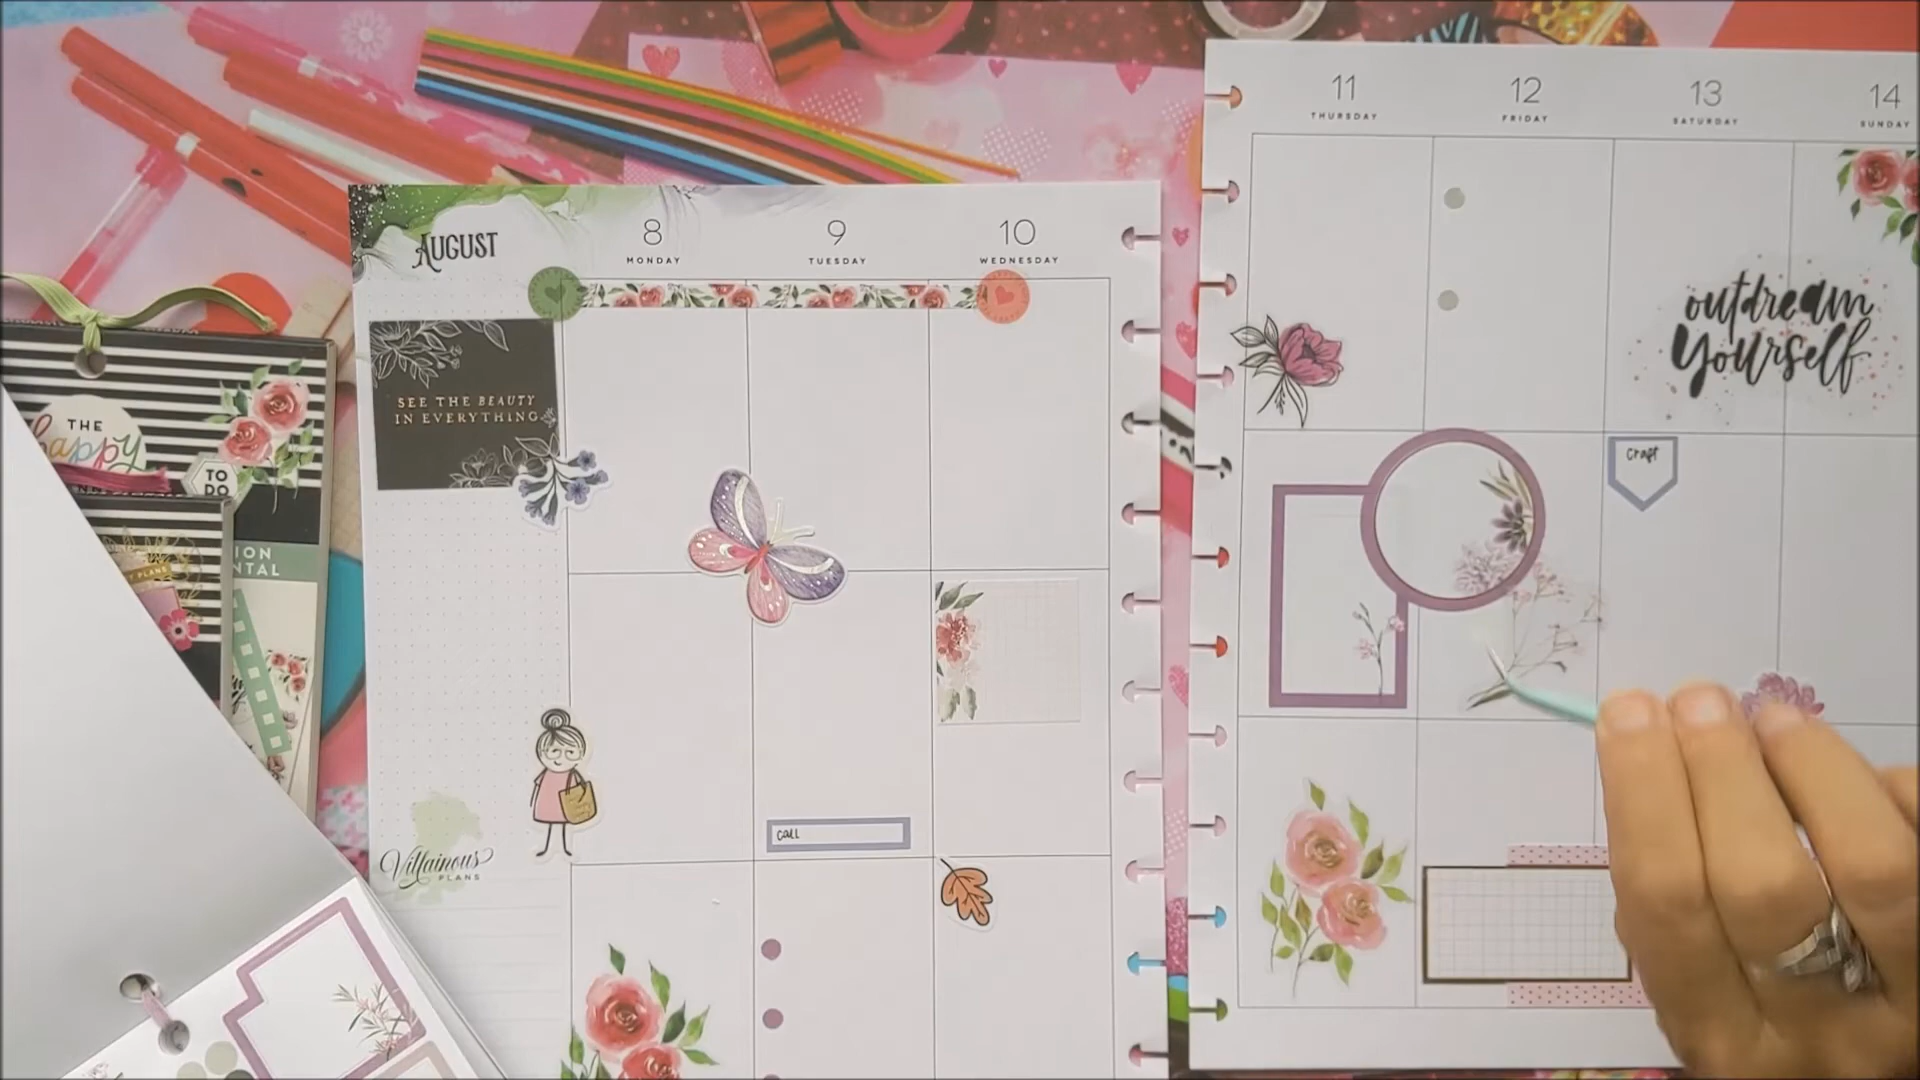 AUGUST
8
MONDAY
9
TUESDAY
10
WEDNESDAY
11
THURSDAY
12
FRIDAY
13
SATURDAY
14
SUNDAY
SEE THE BEAUTY
IN EVERYTHING
outdream
yourself
craft
call
Villainous
PLANS
THE
happy
TO
DO
PLANS